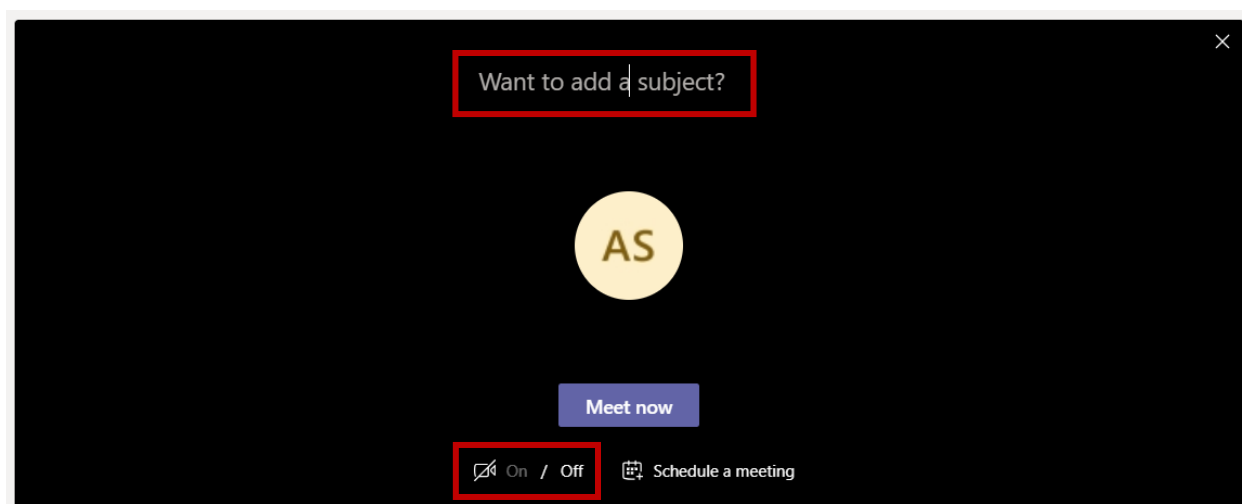 Want to add a subject?
AS
Meet now
On / Off Schedule a meeting